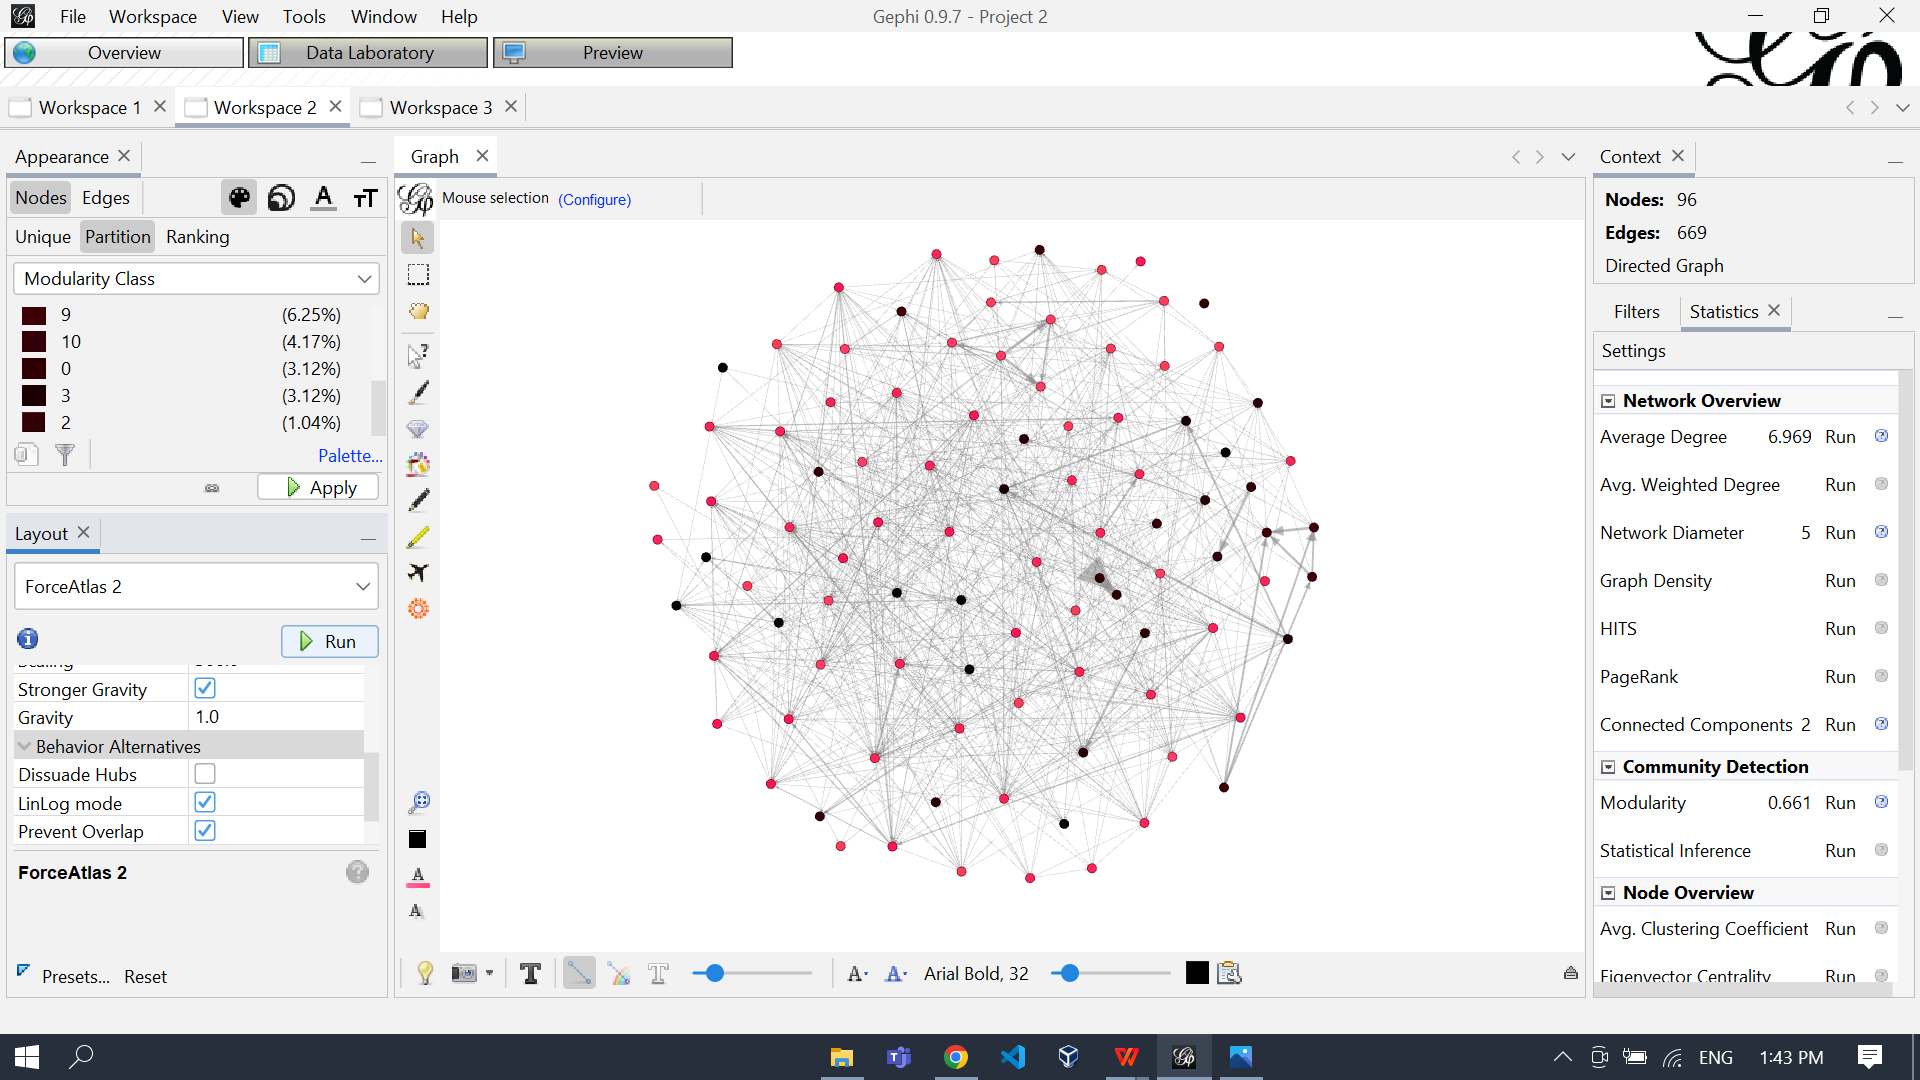 File Workspace View Tools Window Help
Gephi 0.9.7 - Project 2
Overview
Data Laboratory
Preview
Workspace 1
Workspace 2
Workspace 3
Appearance
Nodes Edges
Unique Partition Ranking
Modularity Class
9 (6.25%)
10 (4.17%)
0 (3.12%)
3 (3.12%)
2 (1.04%)
Palette...
Apply
Layout
ForceAtlas 2
Run
Stronger Gravity
Gravity 1.0
Behavior Alternatives
Dissuade Hubs
LinLog mode
Prevent Overlap
ForceAtlas 2
Presets... Reset
Graph
Mouse selection (Configure)
Arial Bold, 32
Context
Nodes: 96
Edges: 669
Directed Graph
Filters Statistics
Settings
Network Overview
Average Degree 6.969 Run
Avg. Weighted Degree Run
Network Diameter 5 Run
Graph Density Run
HITS Run
PageRank Run
Connected Components 2 Run
Community Detection
Modularity 0.661 Run
Statistical Inference Run
Node Overview
Avg. Clustering Coefficient Run
Eigenvector Centrality Run
ENG 1:43 PM